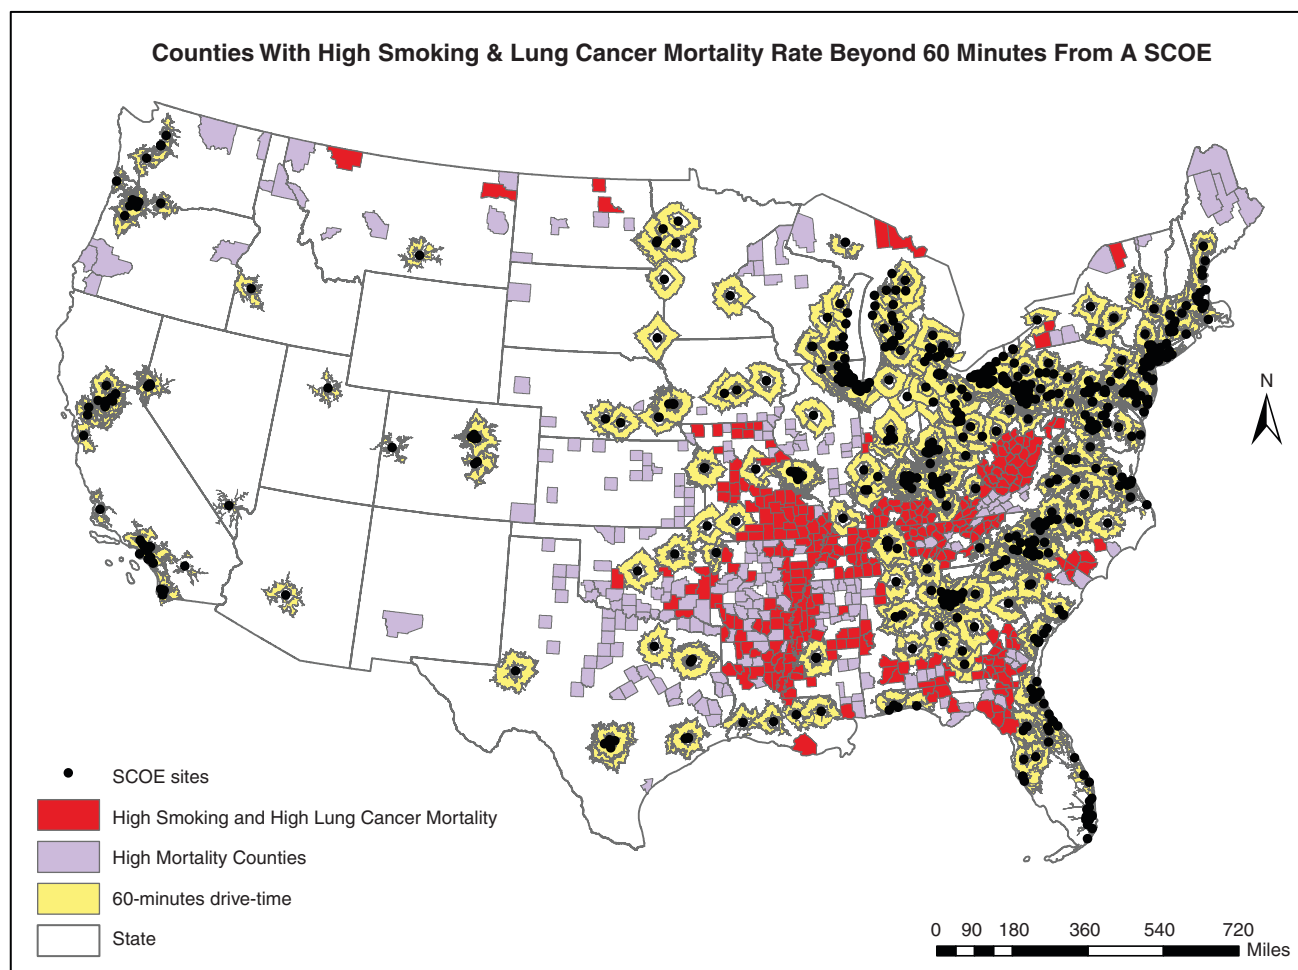 Counties With High Smoking & Lung Cancer Mortality Rate Beyond 60 Minutes From A SCOE
N
SCOE sites
High Smoking and High Lung Cancer Mortality
High Mortality Counties
60-minutes drive-time
State
0 90 180 360 540 720
Miles